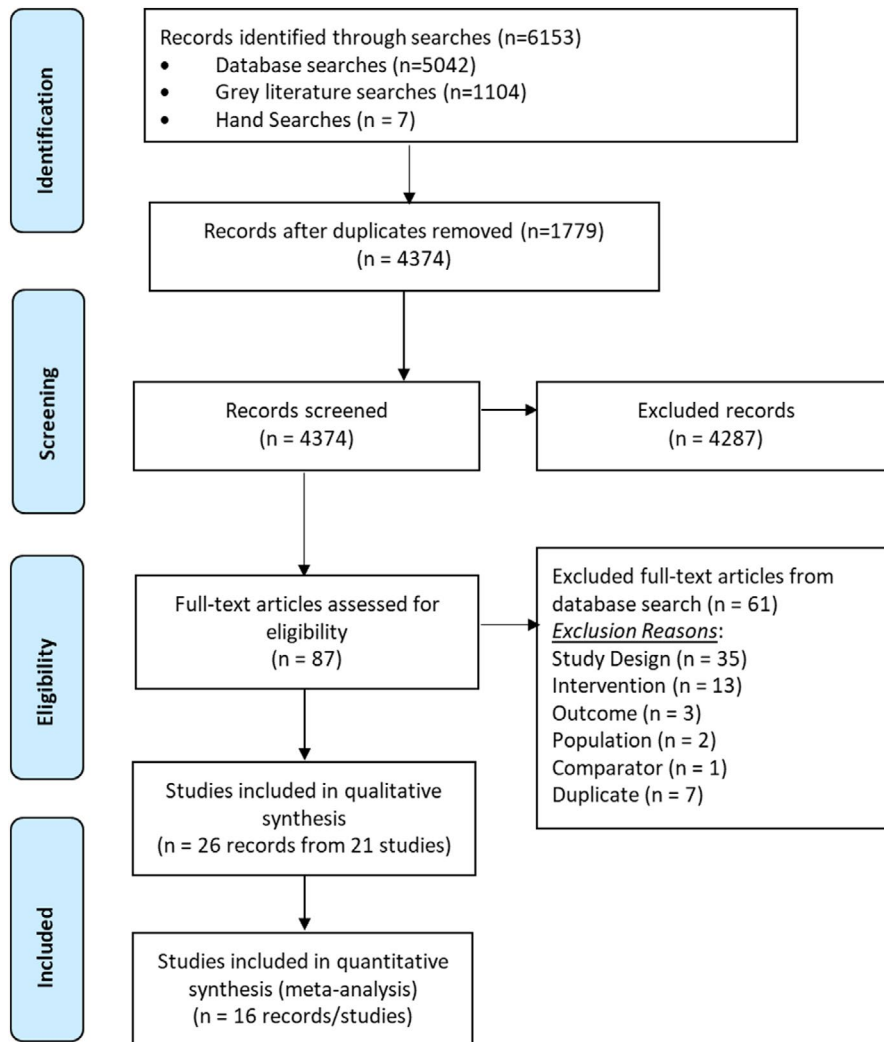 Identification
Records identified through searches (n=6153)
• Database searches (n=5042)
• Grey literature searches (n=1104)
• Hand Searches (n = 7)
Records after duplicates removed (n=1779)
(n = 4374)
Screening
Records screened
(n = 4374)
Excluded records
(n = 4287)
Eligibility
Full-text articles assessed for
eligibility
(n = 87)
Excluded full-text articles from
database search (n = 61)
Exclusion Reasons:
Study Design (n = 35)
Intervention (n = 13)
Outcome (n = 3)
Population (n = 2)
Comparator (n = 1)
Duplicate (n = 7)
Studies included in qualitative
synthesis
(n = 26 records from 21 studies)
Included
Studies included in quantitative
synthesis (meta-analysis)
(n = 16 records/studies)